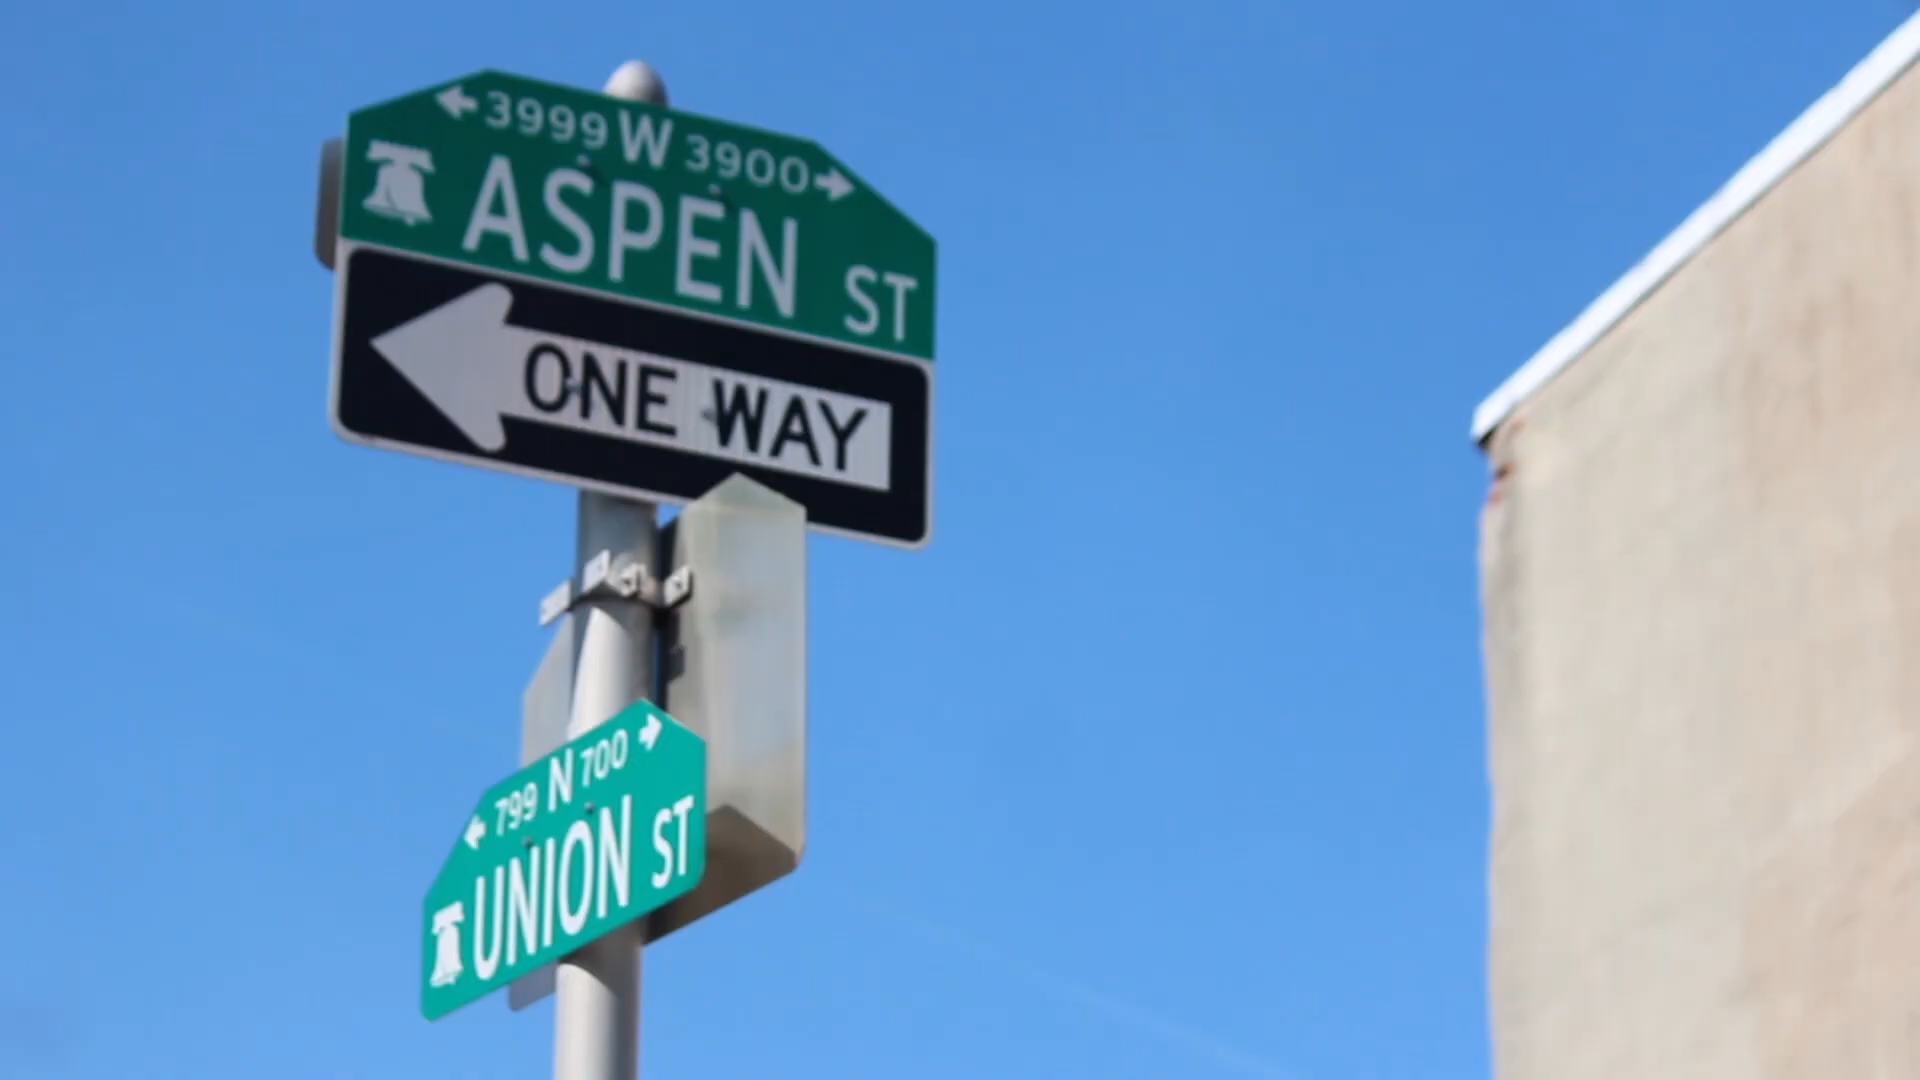 ← 3999 W 3900 →
ASPEN ST
ONE WAY
← 799 N 700 →
UNION ST